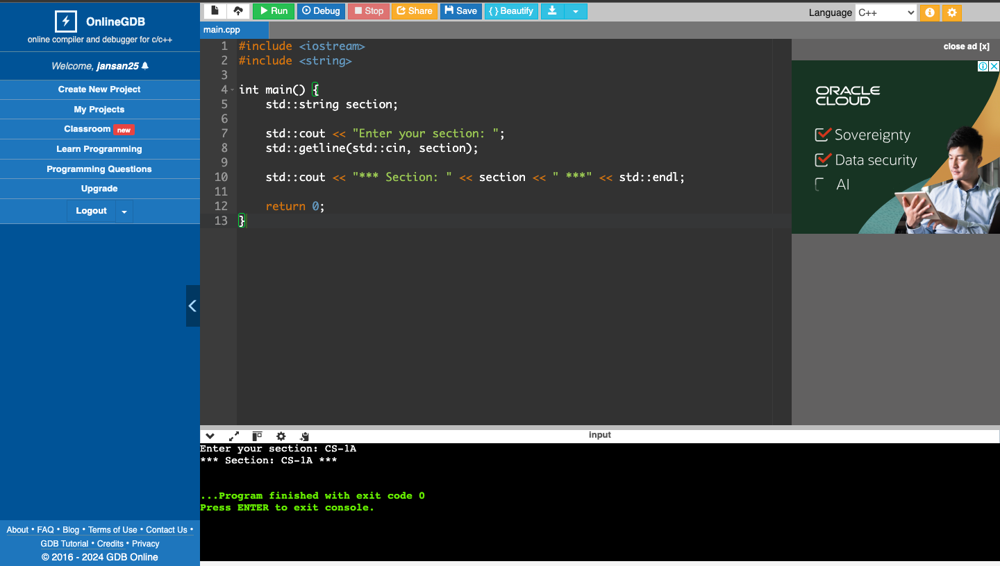 OnlineGDB
online compiler and debugger for c/c++
Welcome, jansan25
Create New Project
My Projects
Classroom new
Learn Programming
Programming Questions
Upgrade
Logout
About • FAQ • Blog • Terms of Use • Contact Us •
GDB Tutorial • Credits • Privacy
© 2016 - 2024 GDB Online
Run Debug Stop Share Save { } Beautify
Language C++
main.cpp
1 #include <iostream>
2 #include <string>
3
4 int main() {
5 std::string section;
6
7 std::cout << "Enter your section: ";
8 std::getline(std::cin, section);
9
10 std::cout << "*** Section: " << section << " ***" << std::endl;
11
12 return 0;
13 }
close ad [x]
ORACLE
CLOUD
Sovereignty
Data security
AI
input
Enter your section: CS-1A
*** Section: CS-1A ***
...Program finished with exit code 0
Press ENTER to exit console.